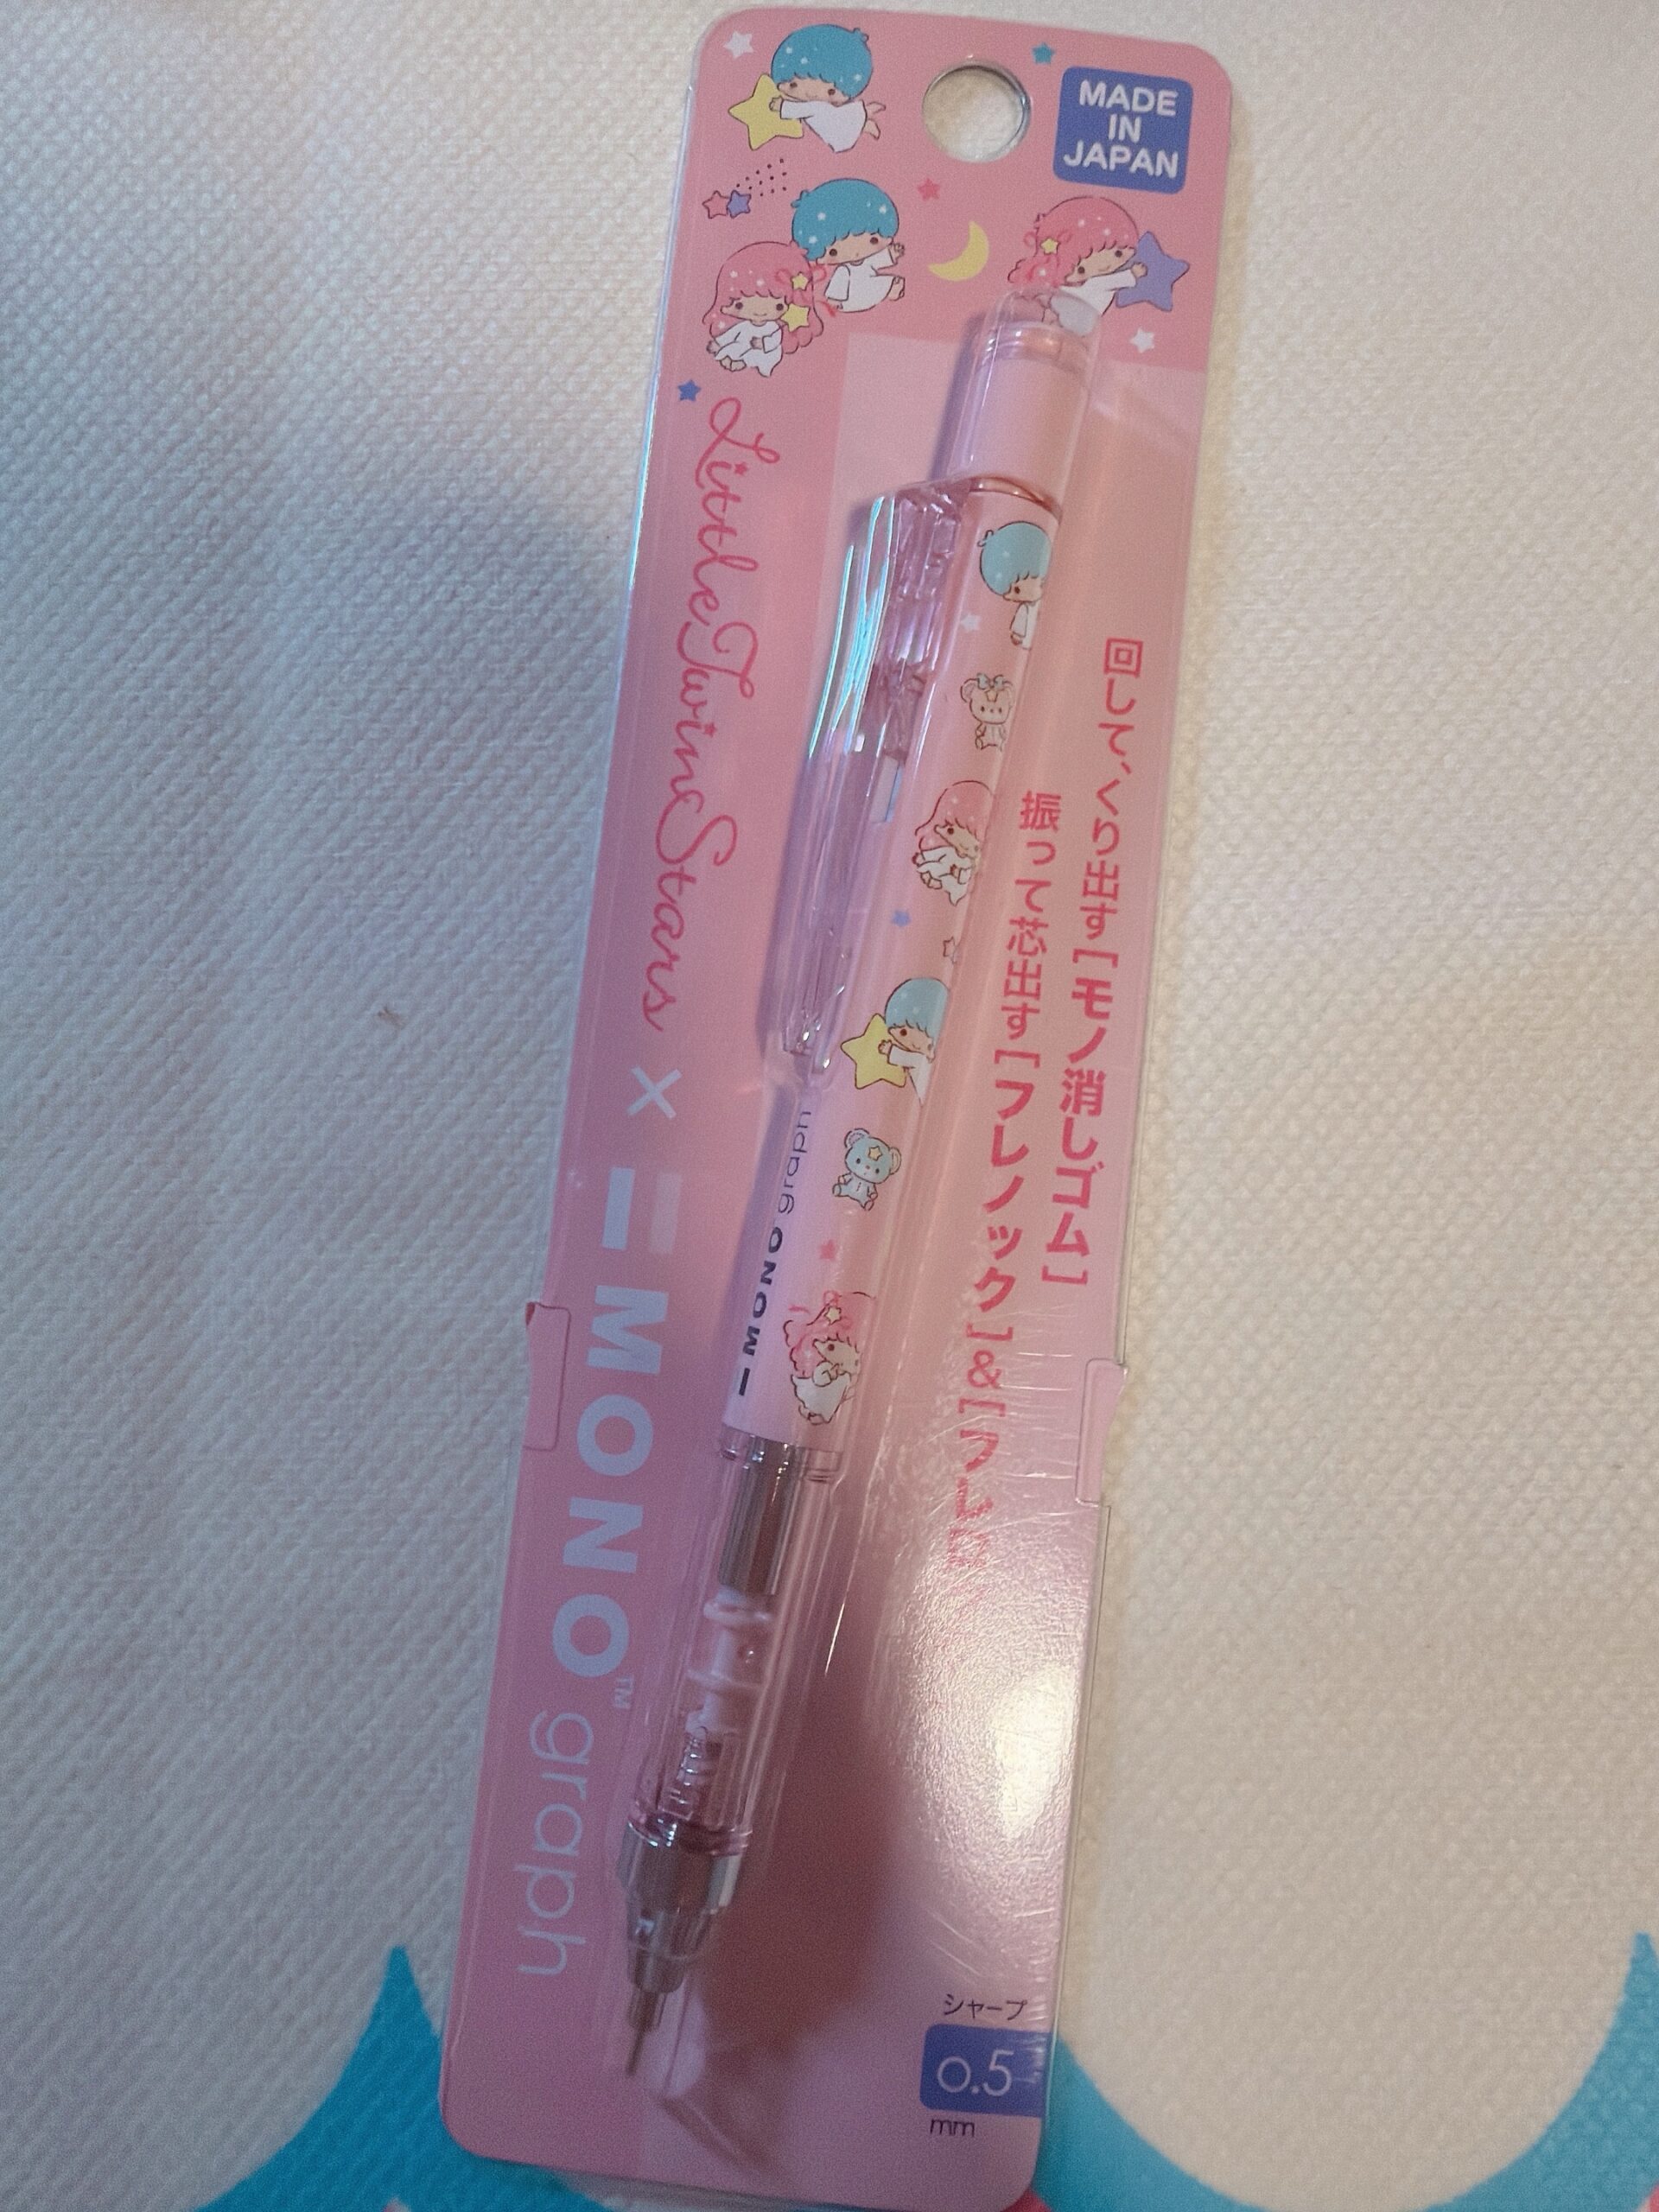 MADE
IN
JAPAN
LittleTwinStars × MONO™ graph
MONO graph
回して、くり出す[モノ消しゴム]
振って芯出す[フレノック]&[フレ
シャープ
0.5
mm